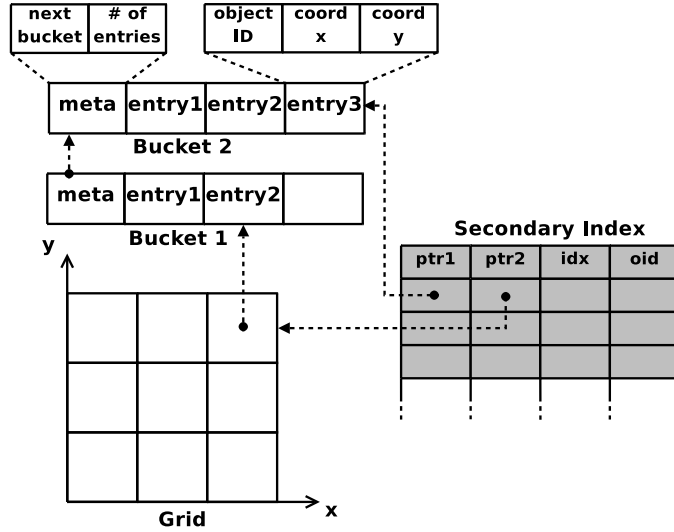 next # of object coord coord
bucket entries ID x y
meta entry1 entry2 entry3
Bucket 2
meta entry1 entry2
Bucket 1
Secondary Index
y
ptr1 ptr2 idx oid
x
Grid